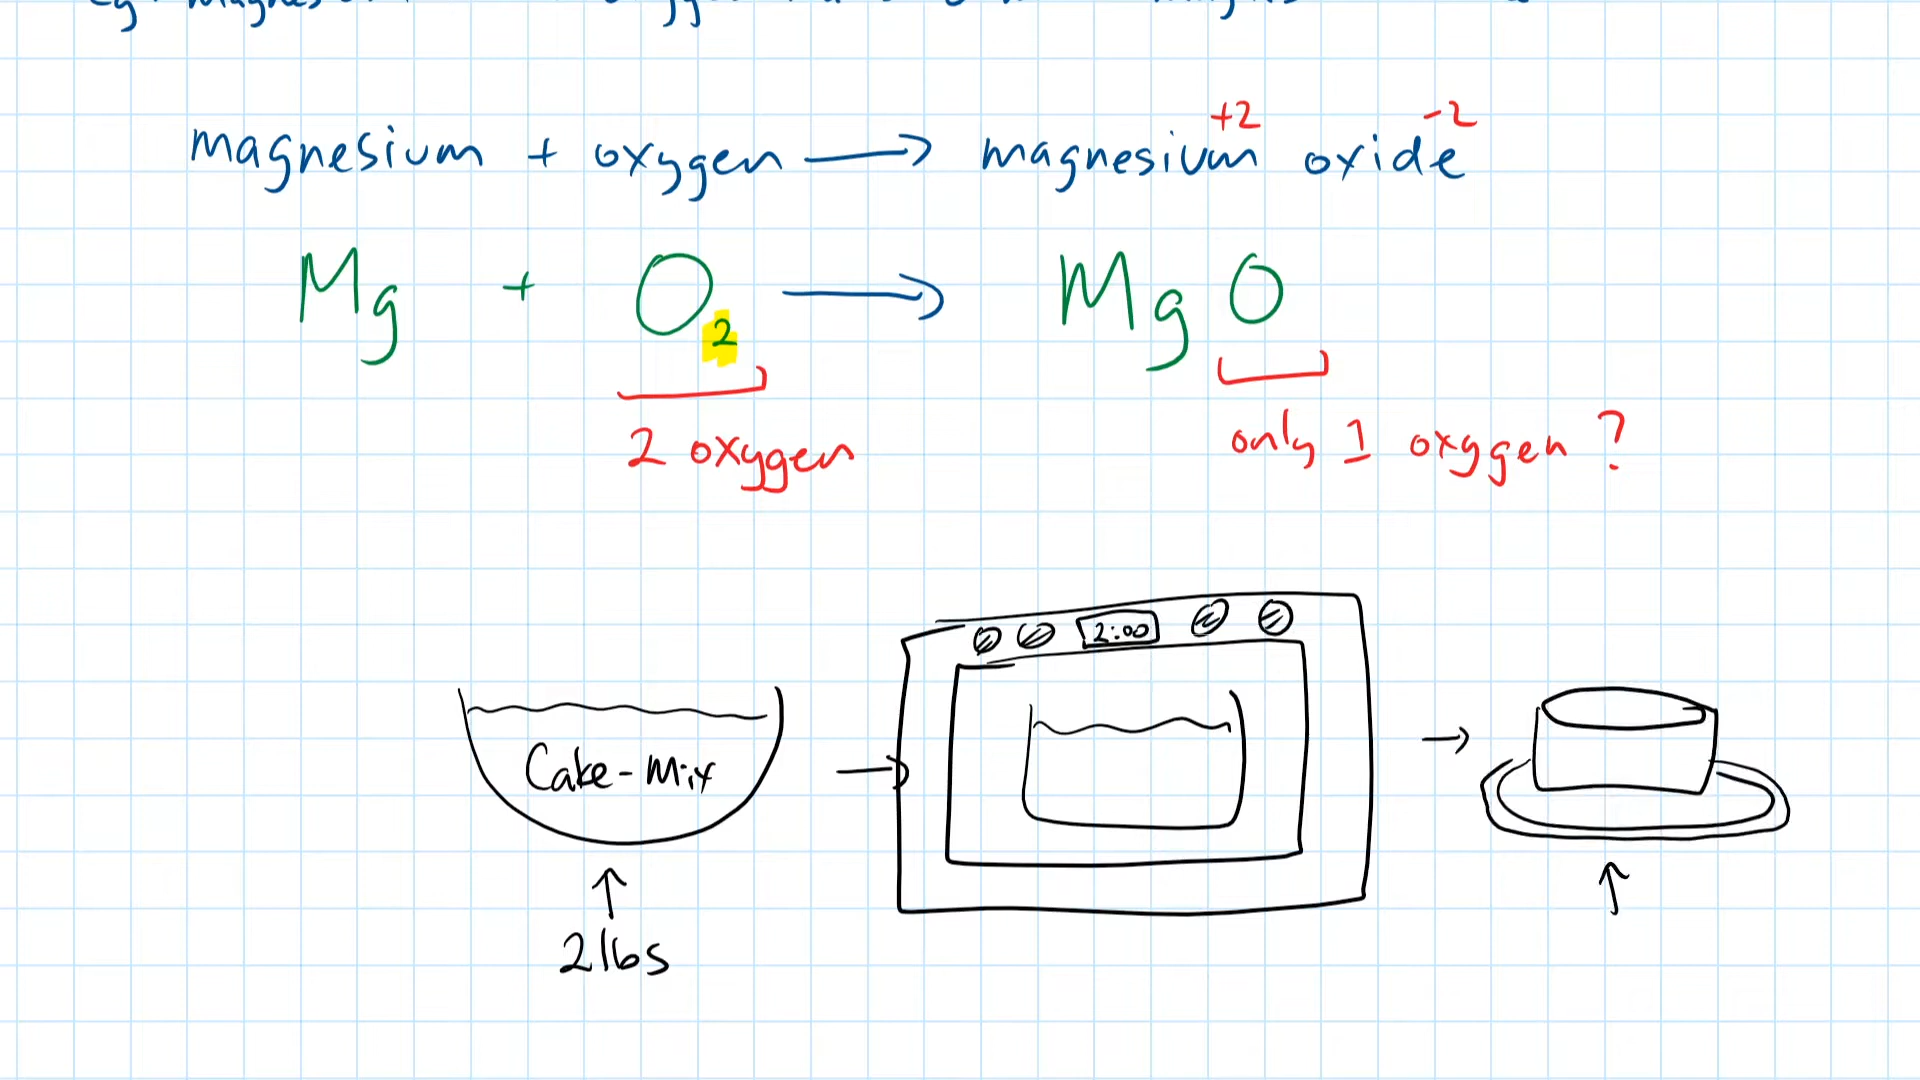 magnesium + oxygen → magnesium +2 oxide -2
Mg + O2 → MgO
2 oxygen
only 1 oxygen ?
2:00
Cake-Mix
2lbs